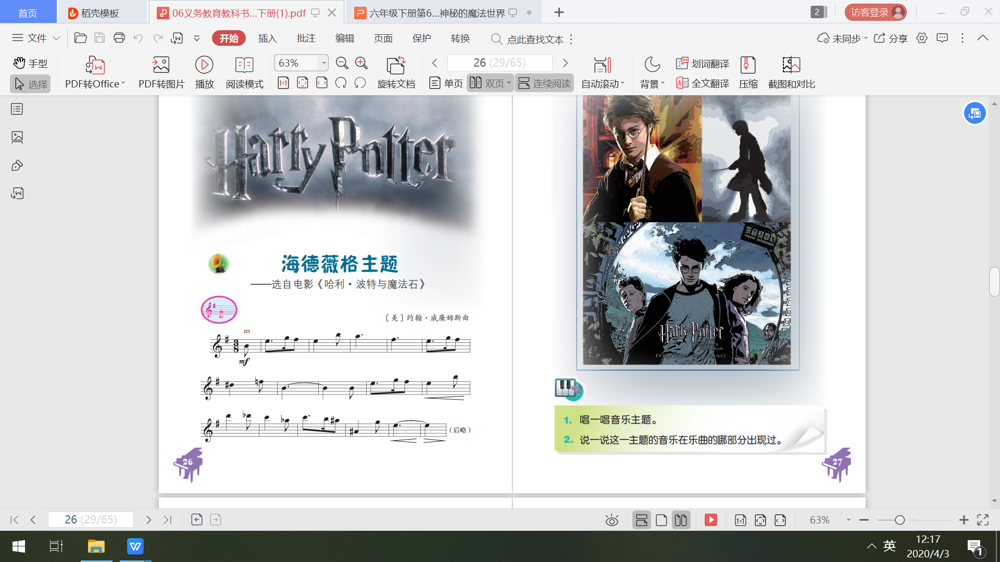 首页
稻壳模板
06义务教育教科书...下册(1).pdf
六年级下册第6...神秘的魔法世界
2
访客登录
文件
开始
插入
批注
编辑
页面
保护
转换
点此查找文本
未同步
分享
手型
选择
PDF转Office
PDF转图片
播放
阅读模式
63%
旋转文档
26 (29/65)
单页
双页
连续阅读
自动滚动
背景
划词翻译
全文翻译
压缩
截图和对比
Harry Potter
海德薇格主题
——选自电影《哈利·波特与魔法石》
do
〔美〕约翰·威廉姆斯曲
m
3
8
mf
(后略)
26
Harry Potter
EVERYTHING WILL CHANGE
1. 唱一唱音乐主题。
2. 说一说这一主题的音乐在乐曲的哪部分出现过。
27
26 (29/65)
63%
英
12:17
2020/4/3
1